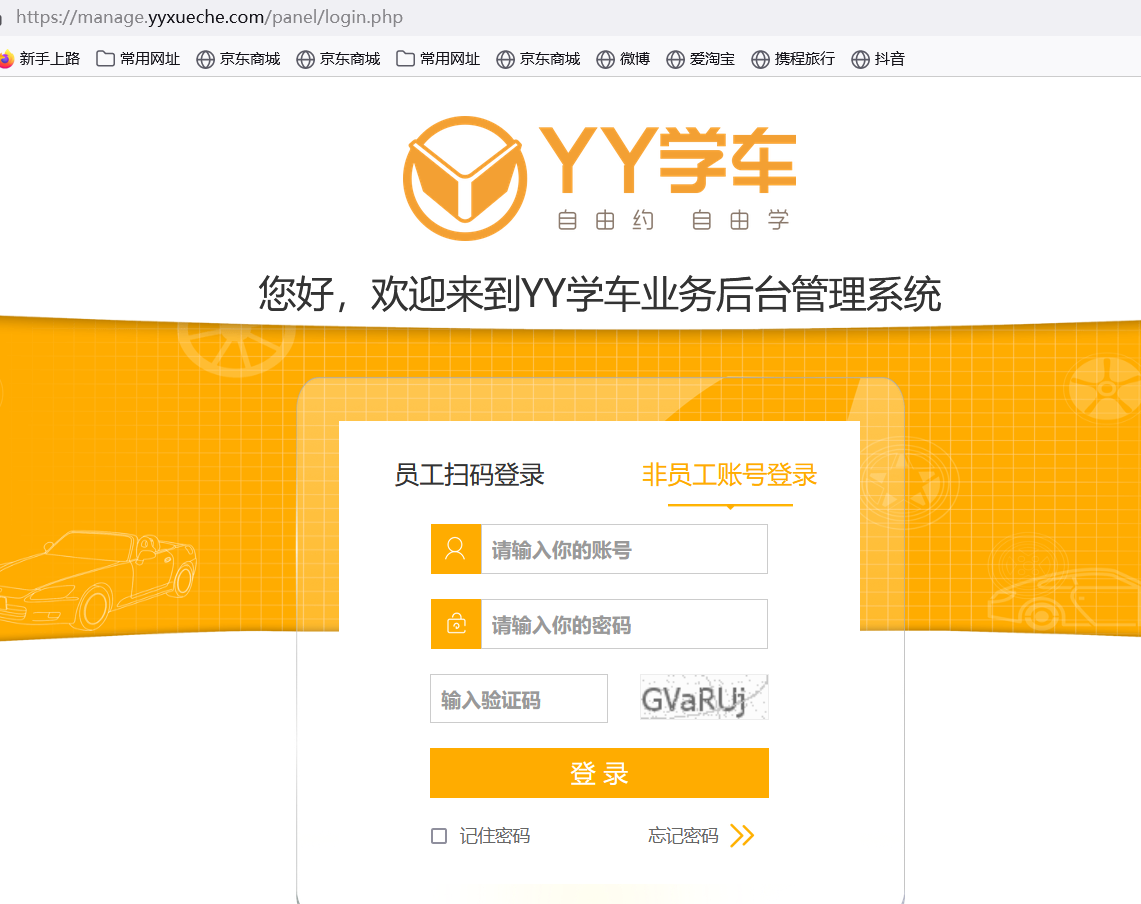 https://manage.yyxueche.com/panel/login.php
新手上路 常用网址 京东商城 京东商城 常用网址 京东商城 微博 爱淘宝 携程旅行 抖音
YY学车
自由约 自由学
您好，欢迎来到YY学车业务后台管理系统
员工扫码登录 非员工账号登录
请输入你的账号
请输入你的密码
输入验证码 GVaRUj
登 录
记住密码 忘记密码